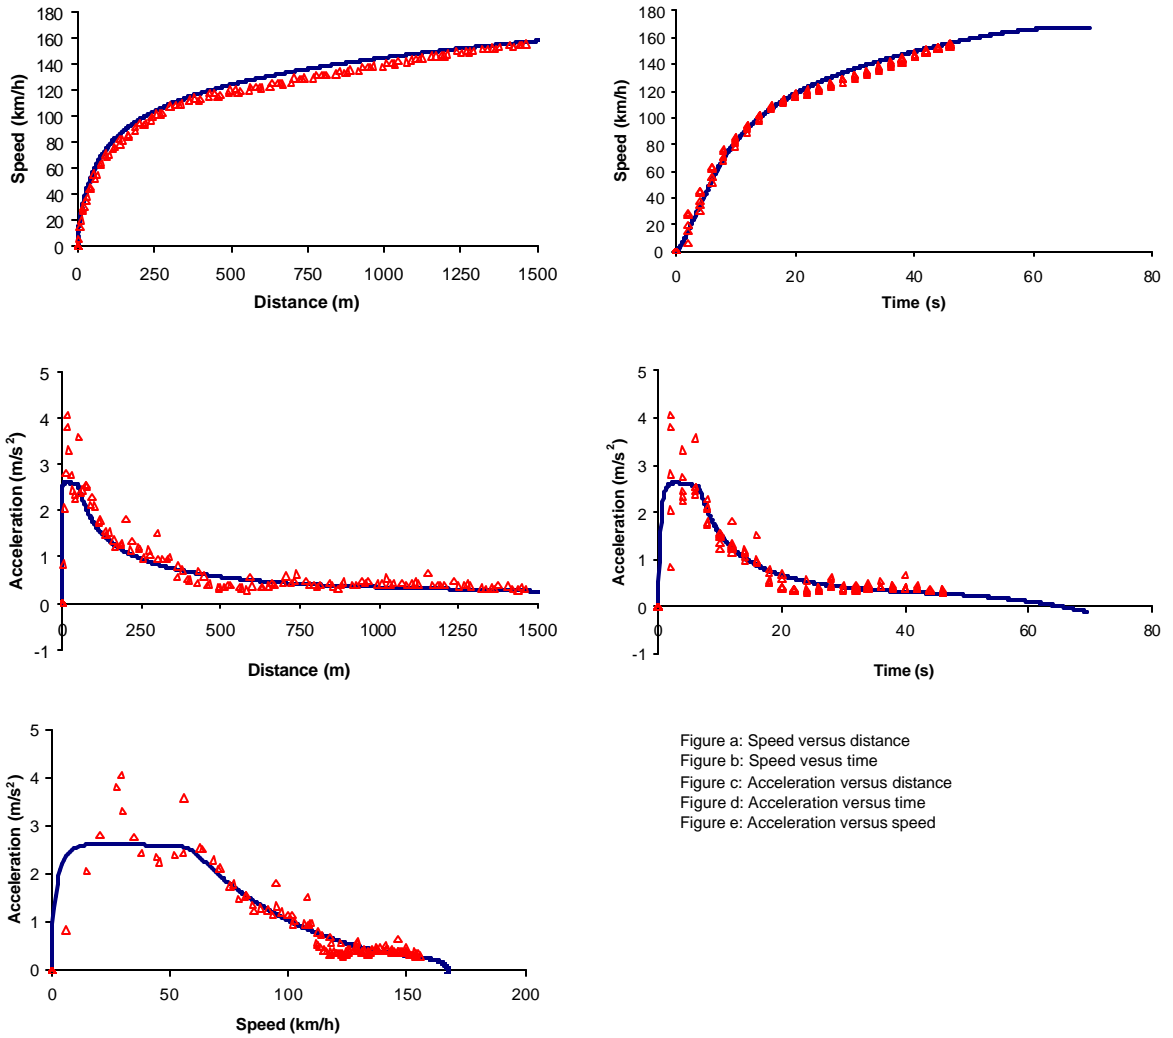 180
160
140
120
100
80
60
40
20
0
Speed (km/h)
0 250 500 750 1000 1250 1500
Distance (m)
180
160
140
120
100
80
60
40
20
0
Speed (km/h)
0 20 40 60 80
Time (s)
5
4
3
2
1
0
-1
Acceleration (m/s²)
0 250 500 750 1000 1250 1500
Distance (m)
5
4
3
2
1
0
-1
Acceleration (m/s²)
0 20 40 60 80
Time (s)
5
4
3
2
1
0
Acceleration (m/s²)
0 50 100 150 200
Speed (km/h)
Figure a: Speed versus distance
Figure b: Speed vesus time
Figure c: Acceleration versus distance
Figure d: Acceleration versus time
Figure e: Acceleration versus speed